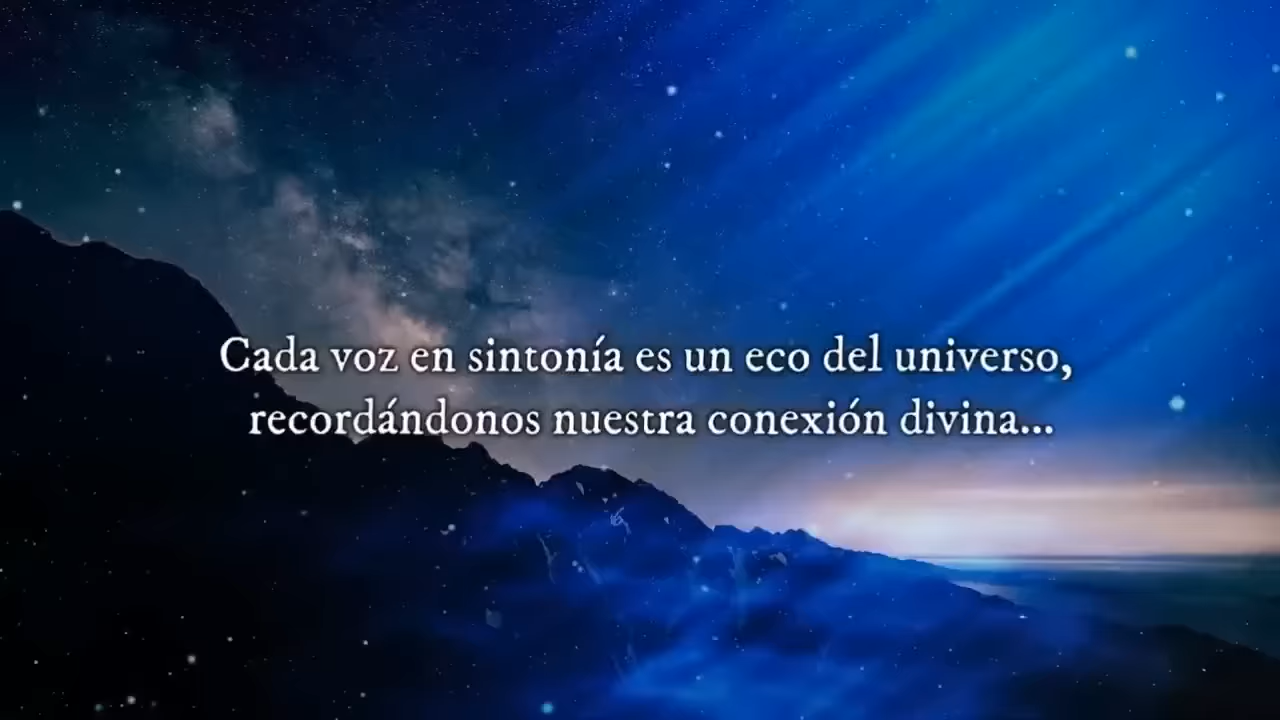 Cada voz en sintonía es un eco del universo,
recordándonos nuestra conexión divina...